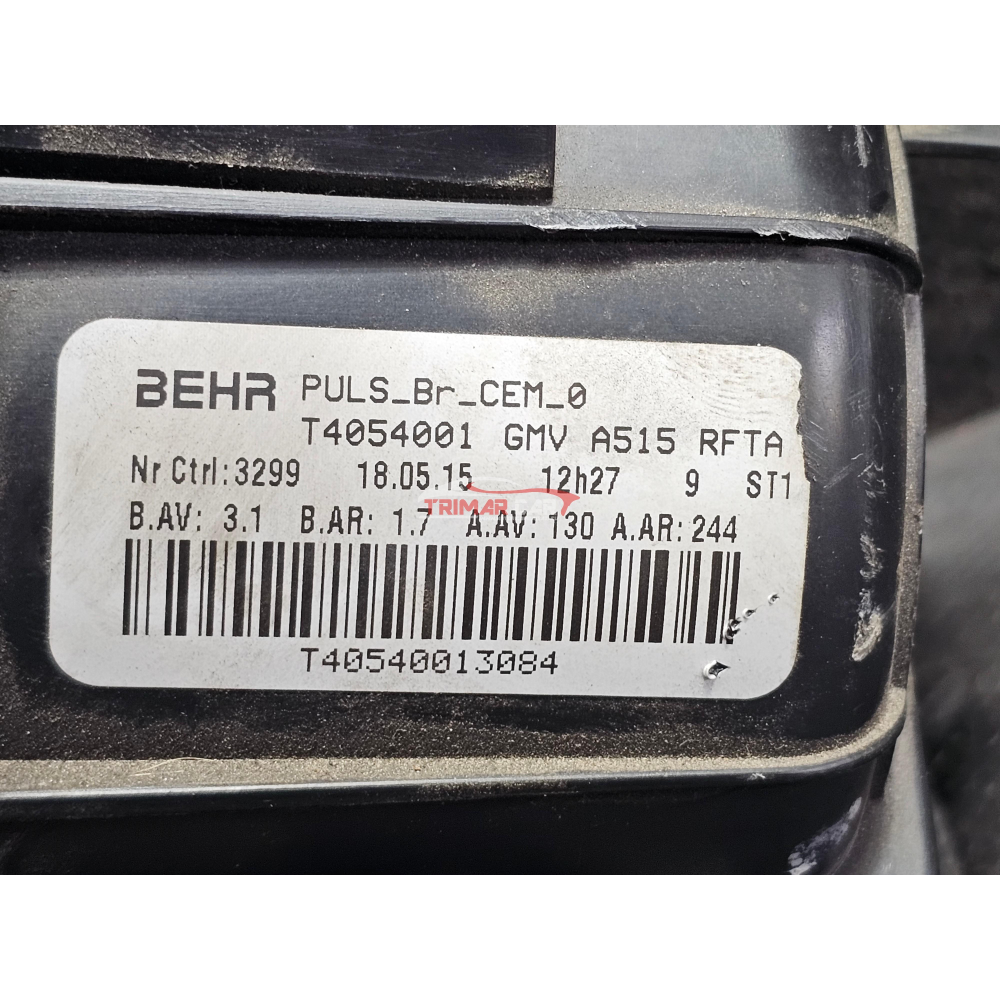 BEHR PULS_Br_CEM_0
T4054001 GMV A515 RFTA
Nr Ctrl:3299 18.05.15 12h27 9 ST1
TRIMAR
B.AV: 3.1 B.AR: 1.7 A.AV:130 A.AR:244
T40540013084